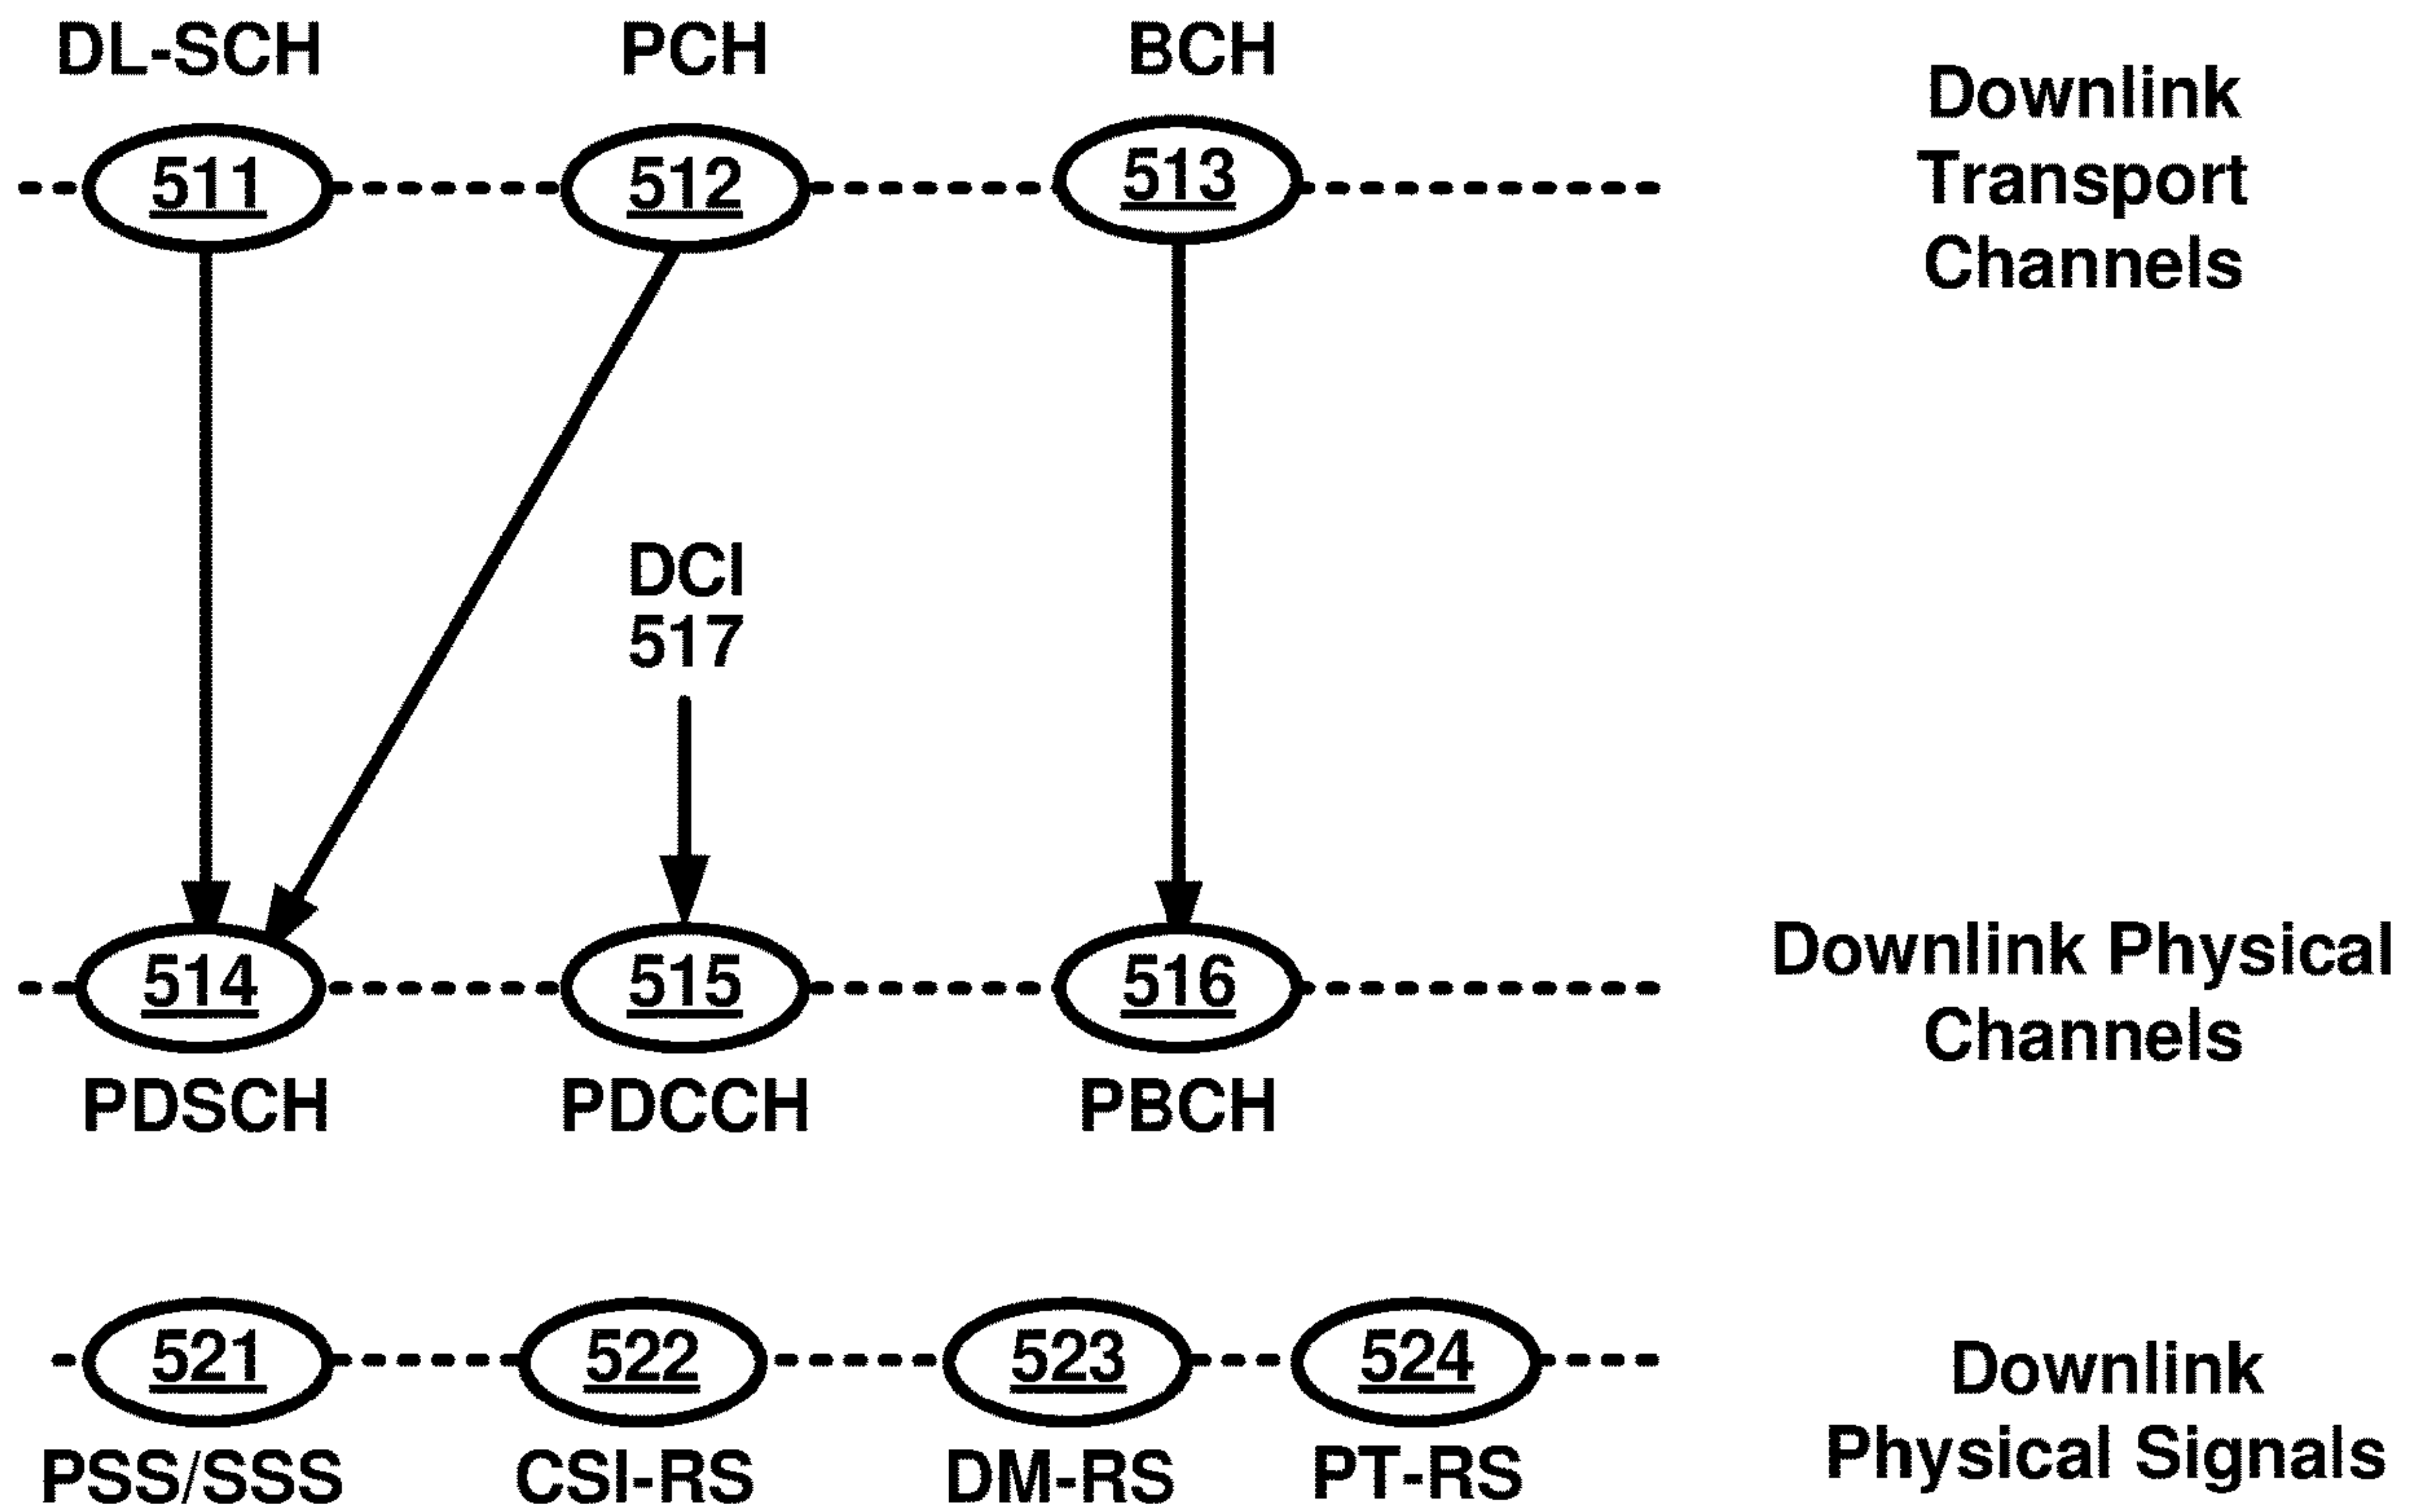 DL-SCH
PCH
BCH
511
512
513
Downlink
Transport
Channels
DCI
517
514
515
516
Downlink Physical
Channels
PDSCH
PDCCH
PBCH
521
522
523
524
Downlink
Physical Signals
PSS/SSS
CSI-RS
DM-RS
PT-RS